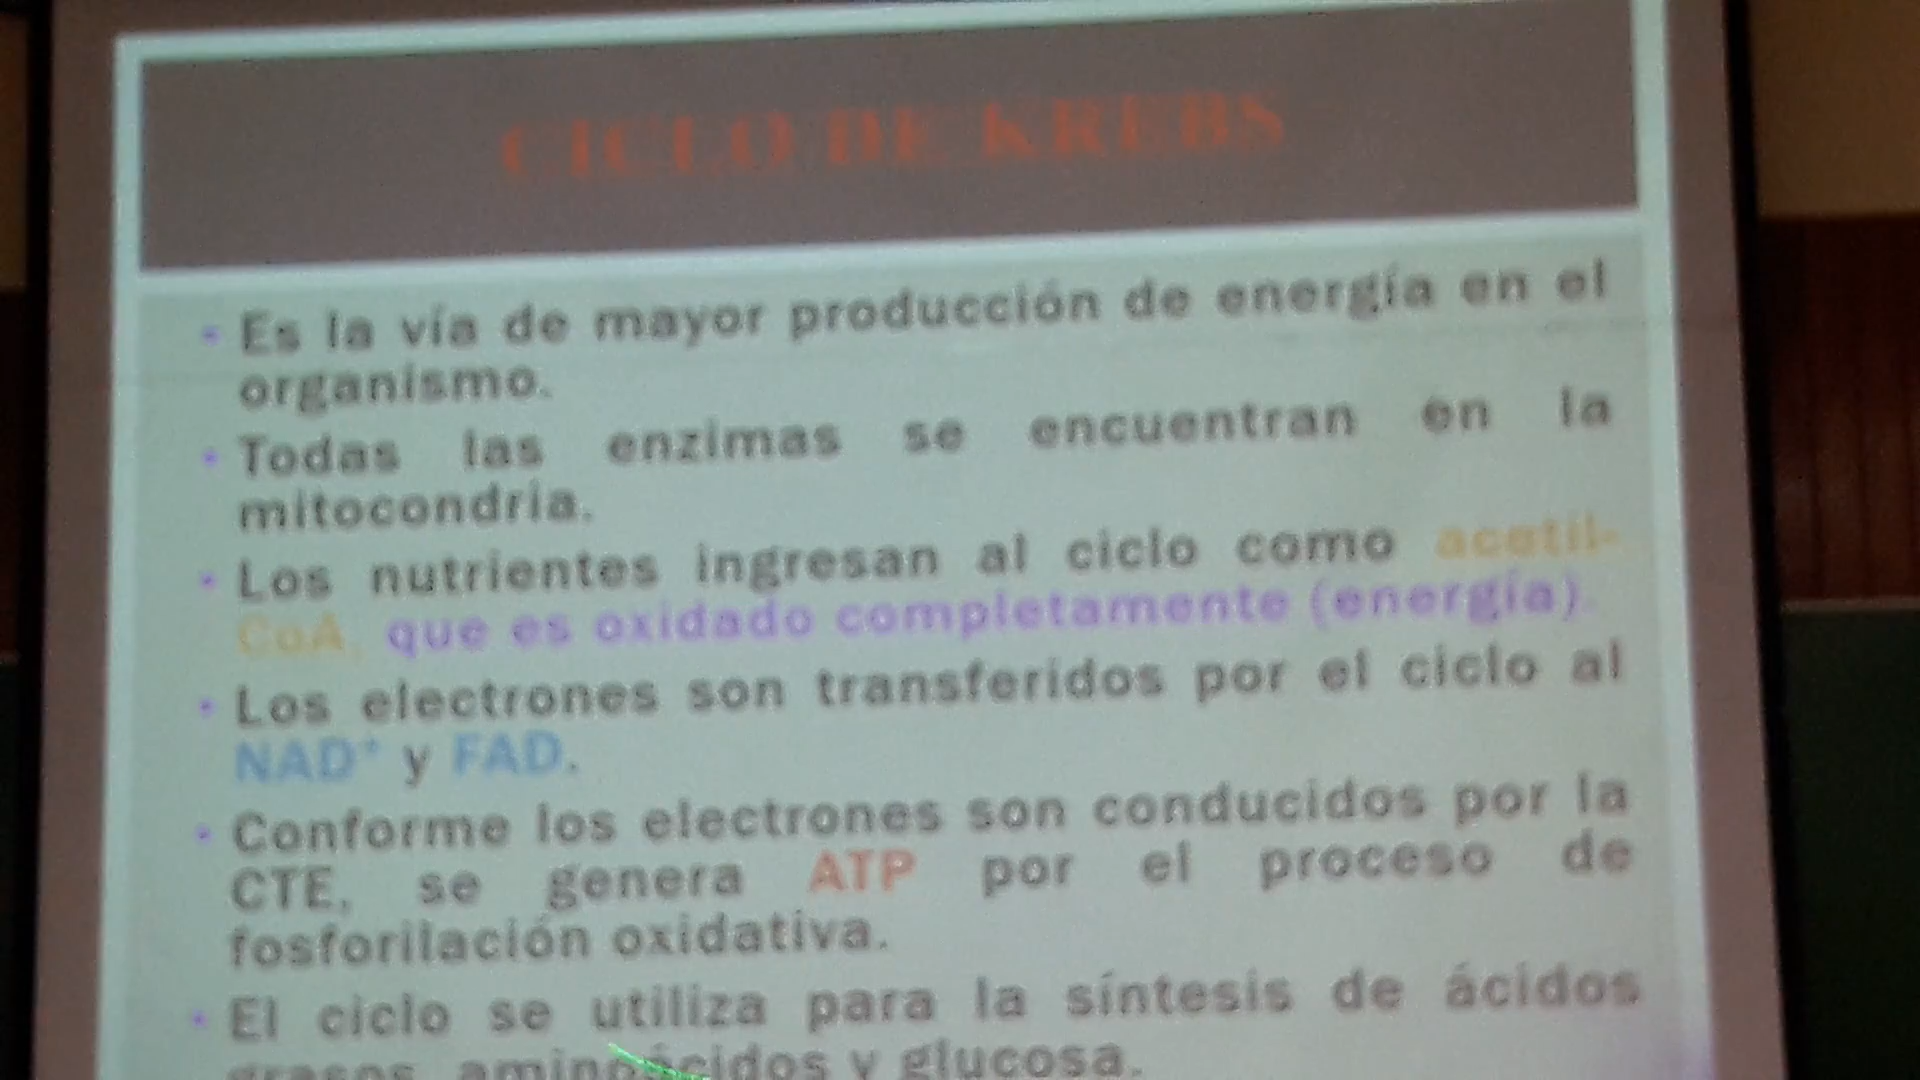 CICLO DE KREBS
• Es la vía de mayor producción de energía en el
organismo.
• Todas las enzimas se encuentran en la
mitocondria.
• Los nutrientes ingresan al ciclo como acetil-
CoA, que es oxidado completamente (energía).
• Los electrones son transferidos por el ciclo al
NAD⁺ y FAD.
• Conforme los electrones son conducidos por la
CTE, se genera ATP por el proceso de
fosforilación oxidativa.
• El ciclo se utiliza para la síntesis de ácidos
grasos, aminoácidos y glucosa.